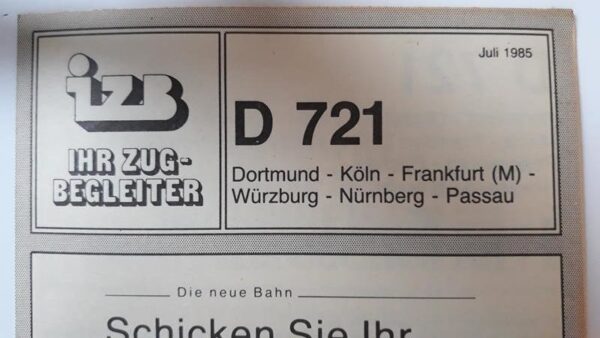 Juli 1985
izb
IHR ZUG-
BEGLEITER
D 721
Dortmund - Köln - Frankfurt (M) -
Würzburg - Nürnberg - Passau
Die neue Bahn
Schicken Sie Ihr